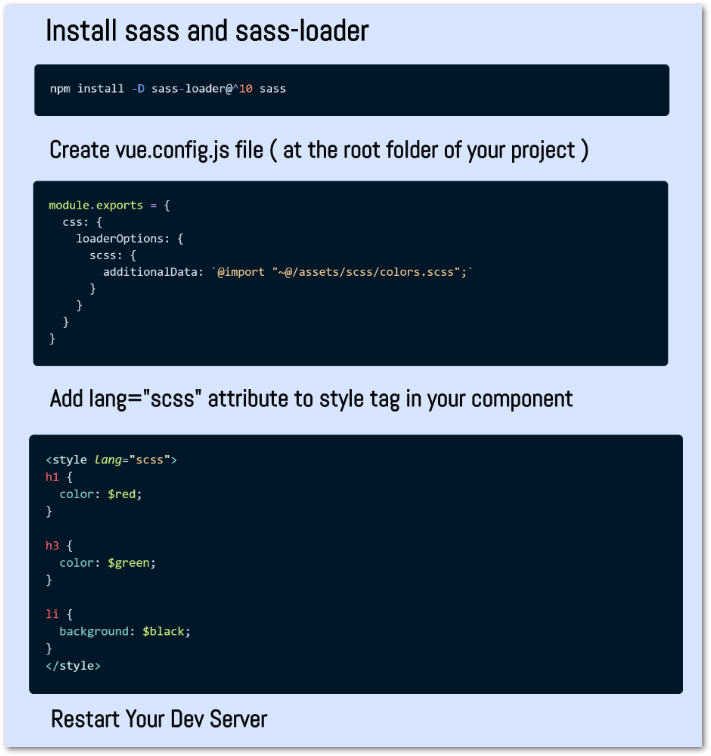 Install sass and sass-loader
npm install -D sass-loader@^10 sass
Create vue.config.js file ( at the root folder of your project )
module.exports = {
  css: {
    loaderOptions: {
      scss: {
        additionalData: `@import "~@/assets/scss/colors.scss";`
      }
    }
  }
}
Add lang="scss" attribute to style tag in your component
<style lang="scss">
h1 {
  color: $red;
}

h3 {
  color: $green;
}

li {
  background: $black;
}
</style>
Restart Your Dev Server